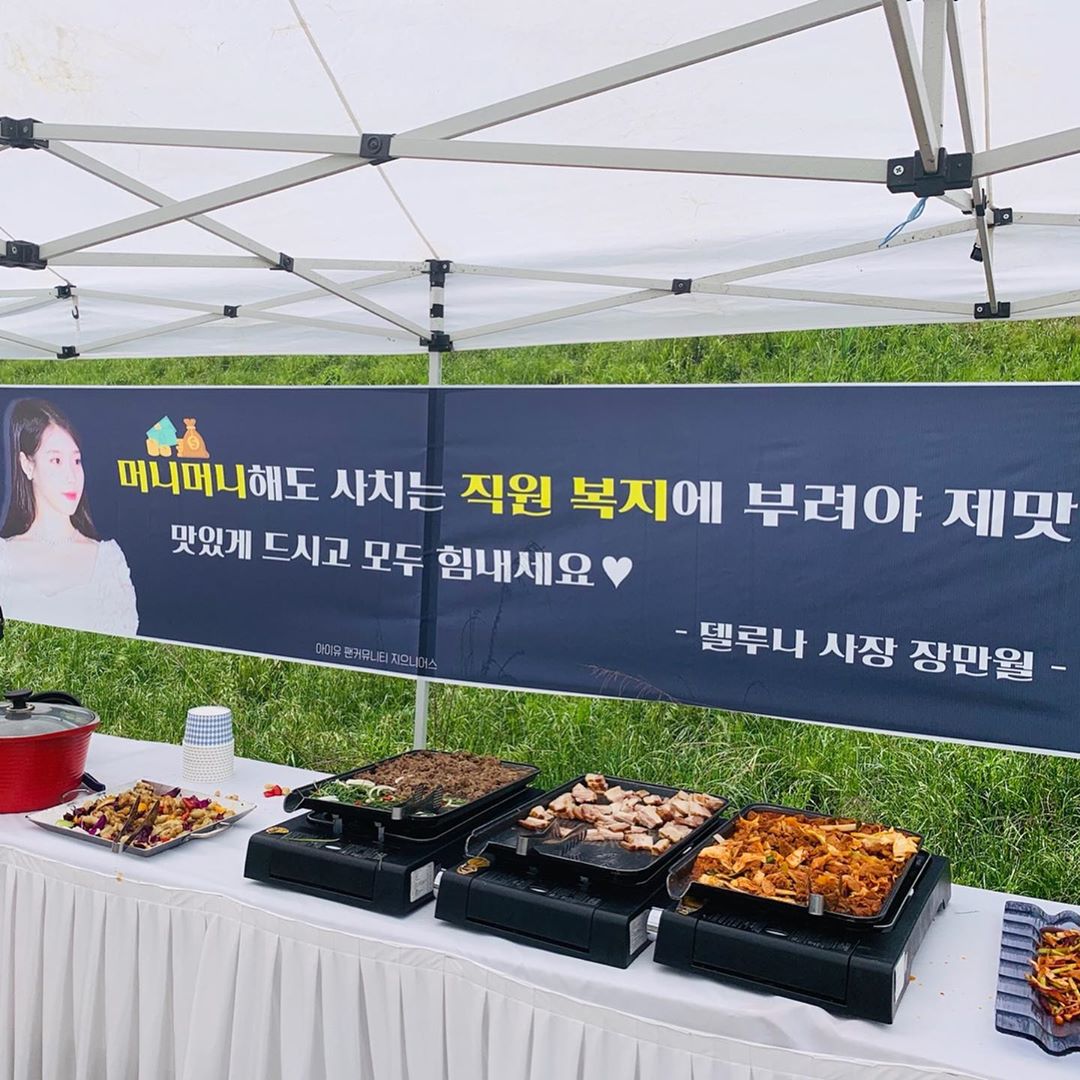 머니머니해도 사치는 직원 복지에 부려야 제맛
맛있게 드시고 모두 힘내세요♥
- 델루나 사장 장만월 -
아이유 팬커뮤니티 지으니어스